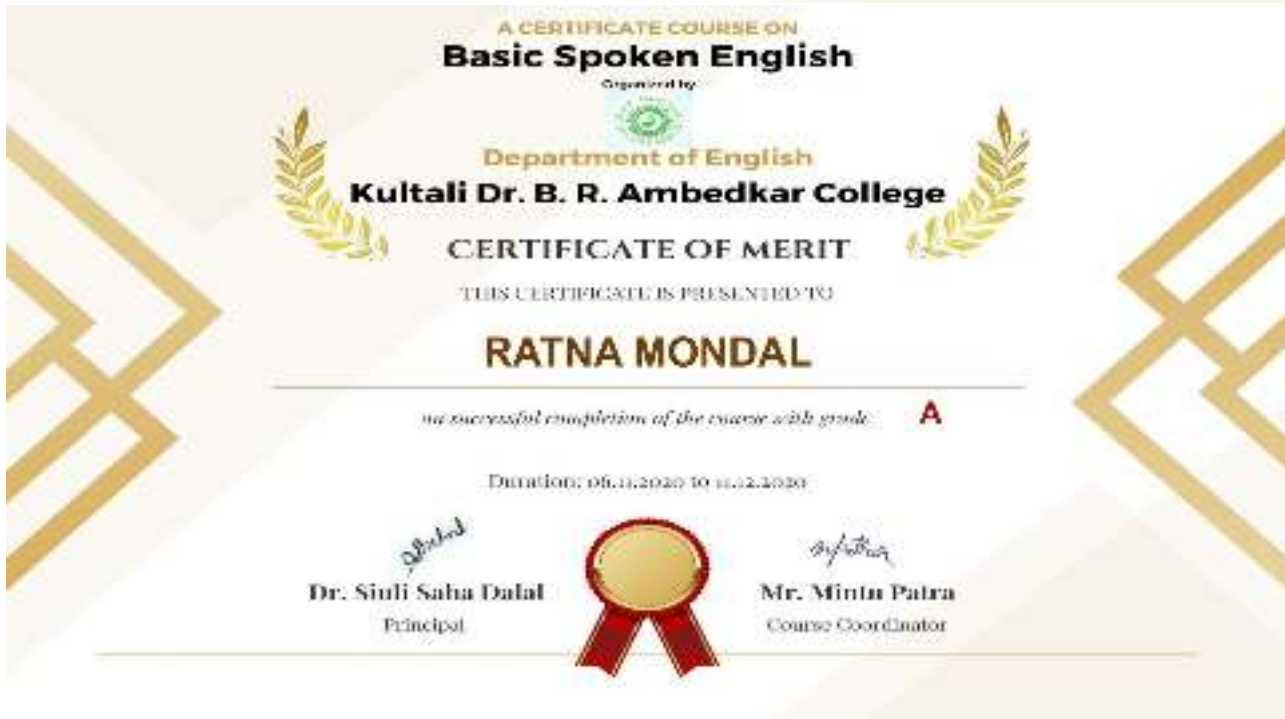 A CERTIFICATE COURSE ON
Basic Spoken English
Organized by
Department of English
Kultali Dr. B. R. Ambedkar College
CERTIFICATE OF MERIT
THIS CERTIFICATE IS PRESENTED TO
RATNA MONDAL
on successful completion of the course with grade A
Duration: 06.11.2020 to 11.12.2020
Dr. Siuli Saha Dalal
Principal
Mr. Mintu Patra
Course Coordinator